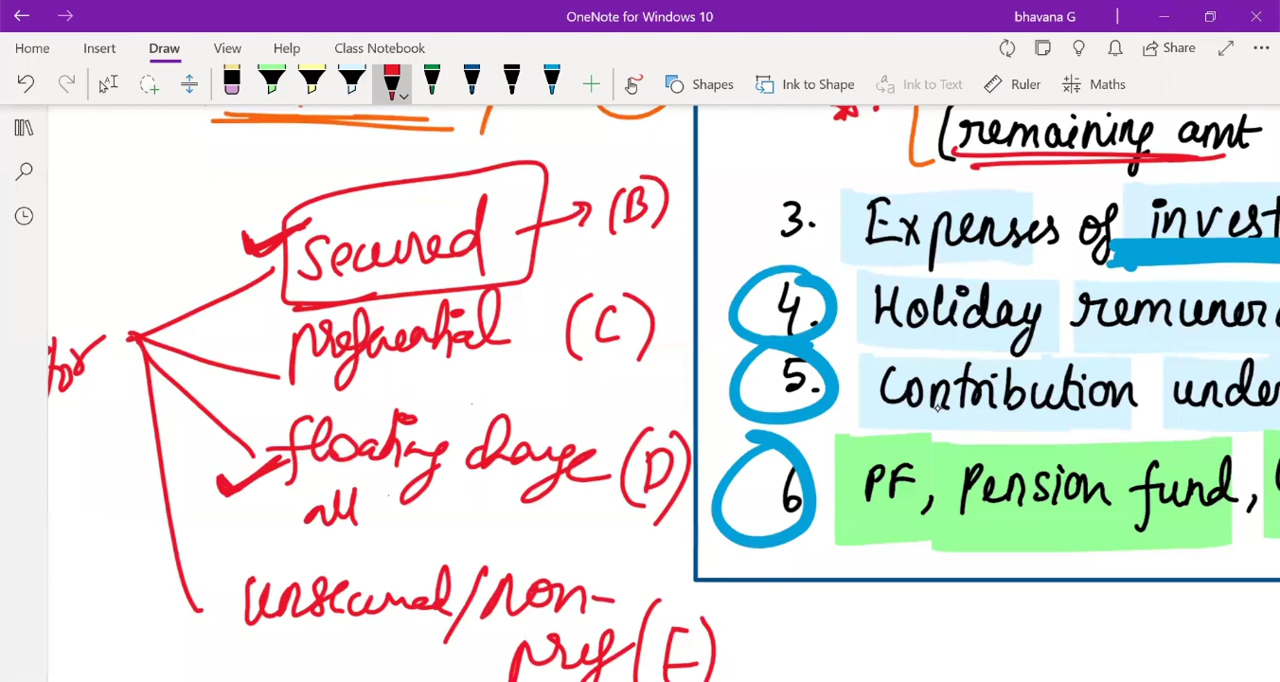 OneNote for Windows 10
bhavana G
Home Insert Draw View Help Class Notebook
Share
Shapes Ink to Shape Ink to Text Ruler Maths
secured → (B)
preferential (C)
floating charge (D)
all
unsecured/non-
pref (E)
tor
(remaining amt
3. Expenses of invest
4. Holiday remuner
5. Contribution under
6 PF, Pension fund,